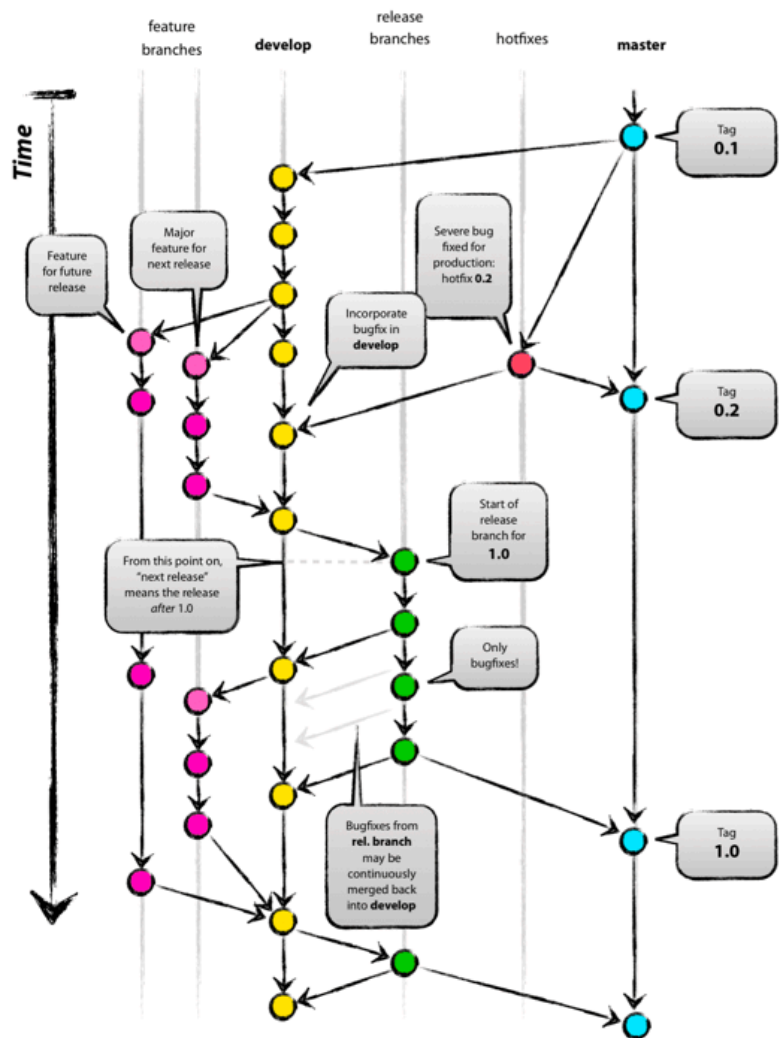 feature
branches
develop
release
branches
hotfixes
master
Time
Tag
0.1
Major
feature for
next release
Feature
for future
release
Severe bug
fixed for
production:
hotfix 0.2
Incorporate
bugfix in
develop
Tag
0.2
Start of
release
branch for
1.0
From this point on,
“next release”
means the release
after 1.0
Only
bugfixes!
Bugfixes from
rel. branch
may be
continuously
merged back
into develop
Tag
1.0